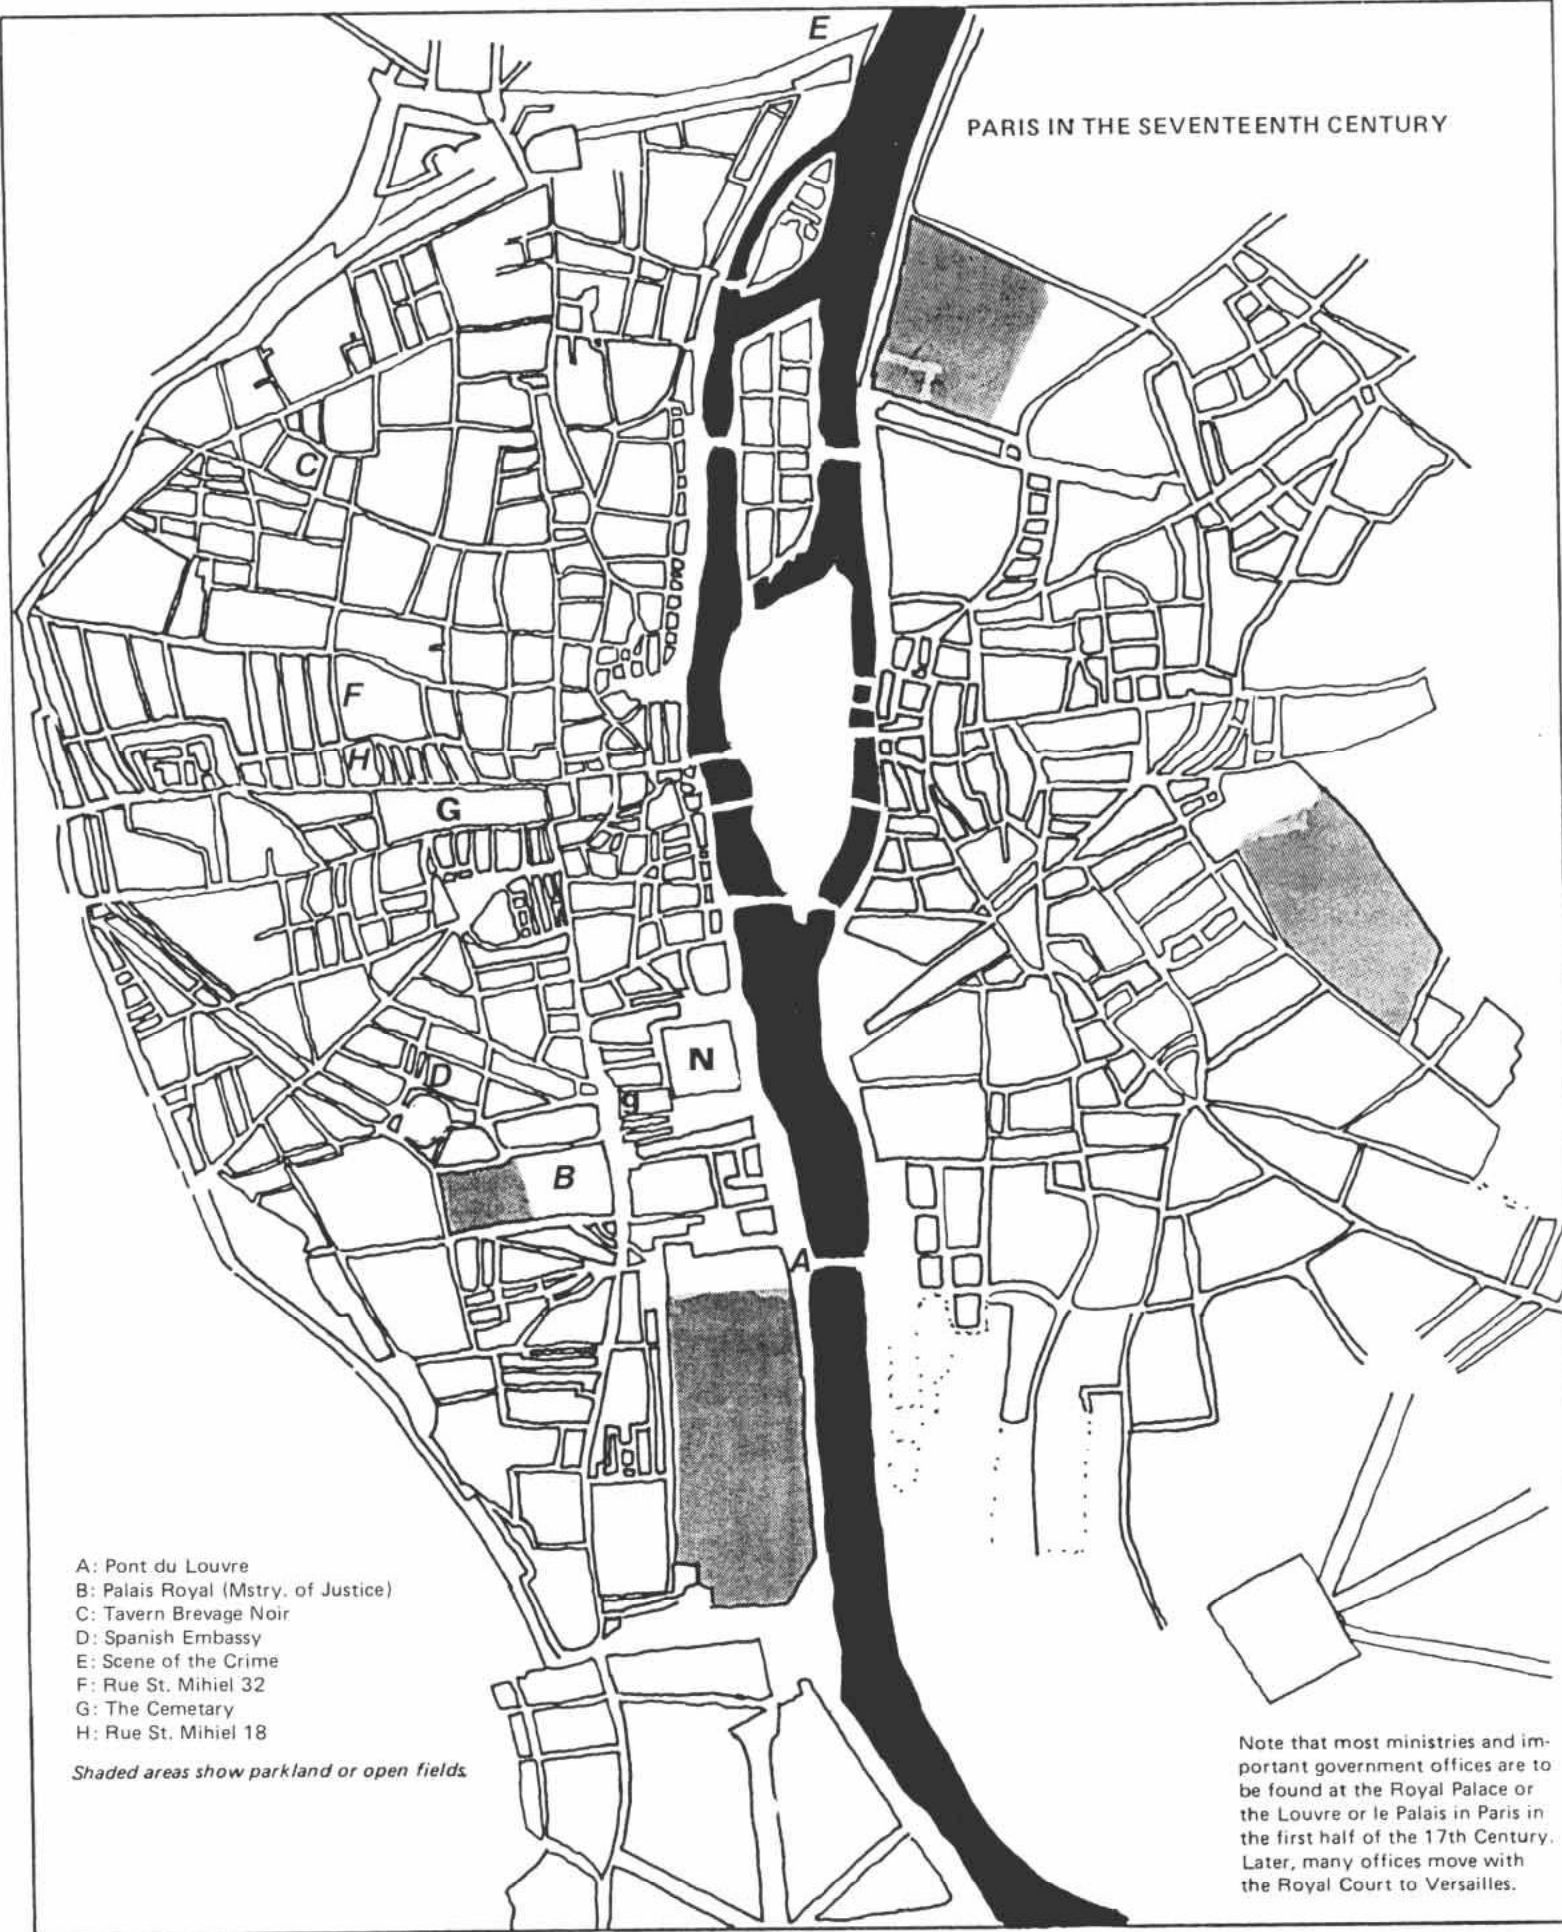 E
PARIS IN THE SEVENTEENTH CENTURY
C
F
H
G
N
D
g
B
A
A: Pont du Louvre
B: Palais Royal (Mstry. of Justice)
C: Tavern Brevage Noir
D: Spanish Embassy
E: Scene of the Crime
F: Rue St. Mihiel 32
G: The Cemetary
H: Rue St. Mihiel 18
Shaded areas show parkland or open fields.
Note that most ministries and im-
portant government offices are to
be found at the Royal Palace or
the Louvre or le Palais in Paris in
the first half of the 17th Century.
Later, many offices move with
the Royal Court to Versailles.